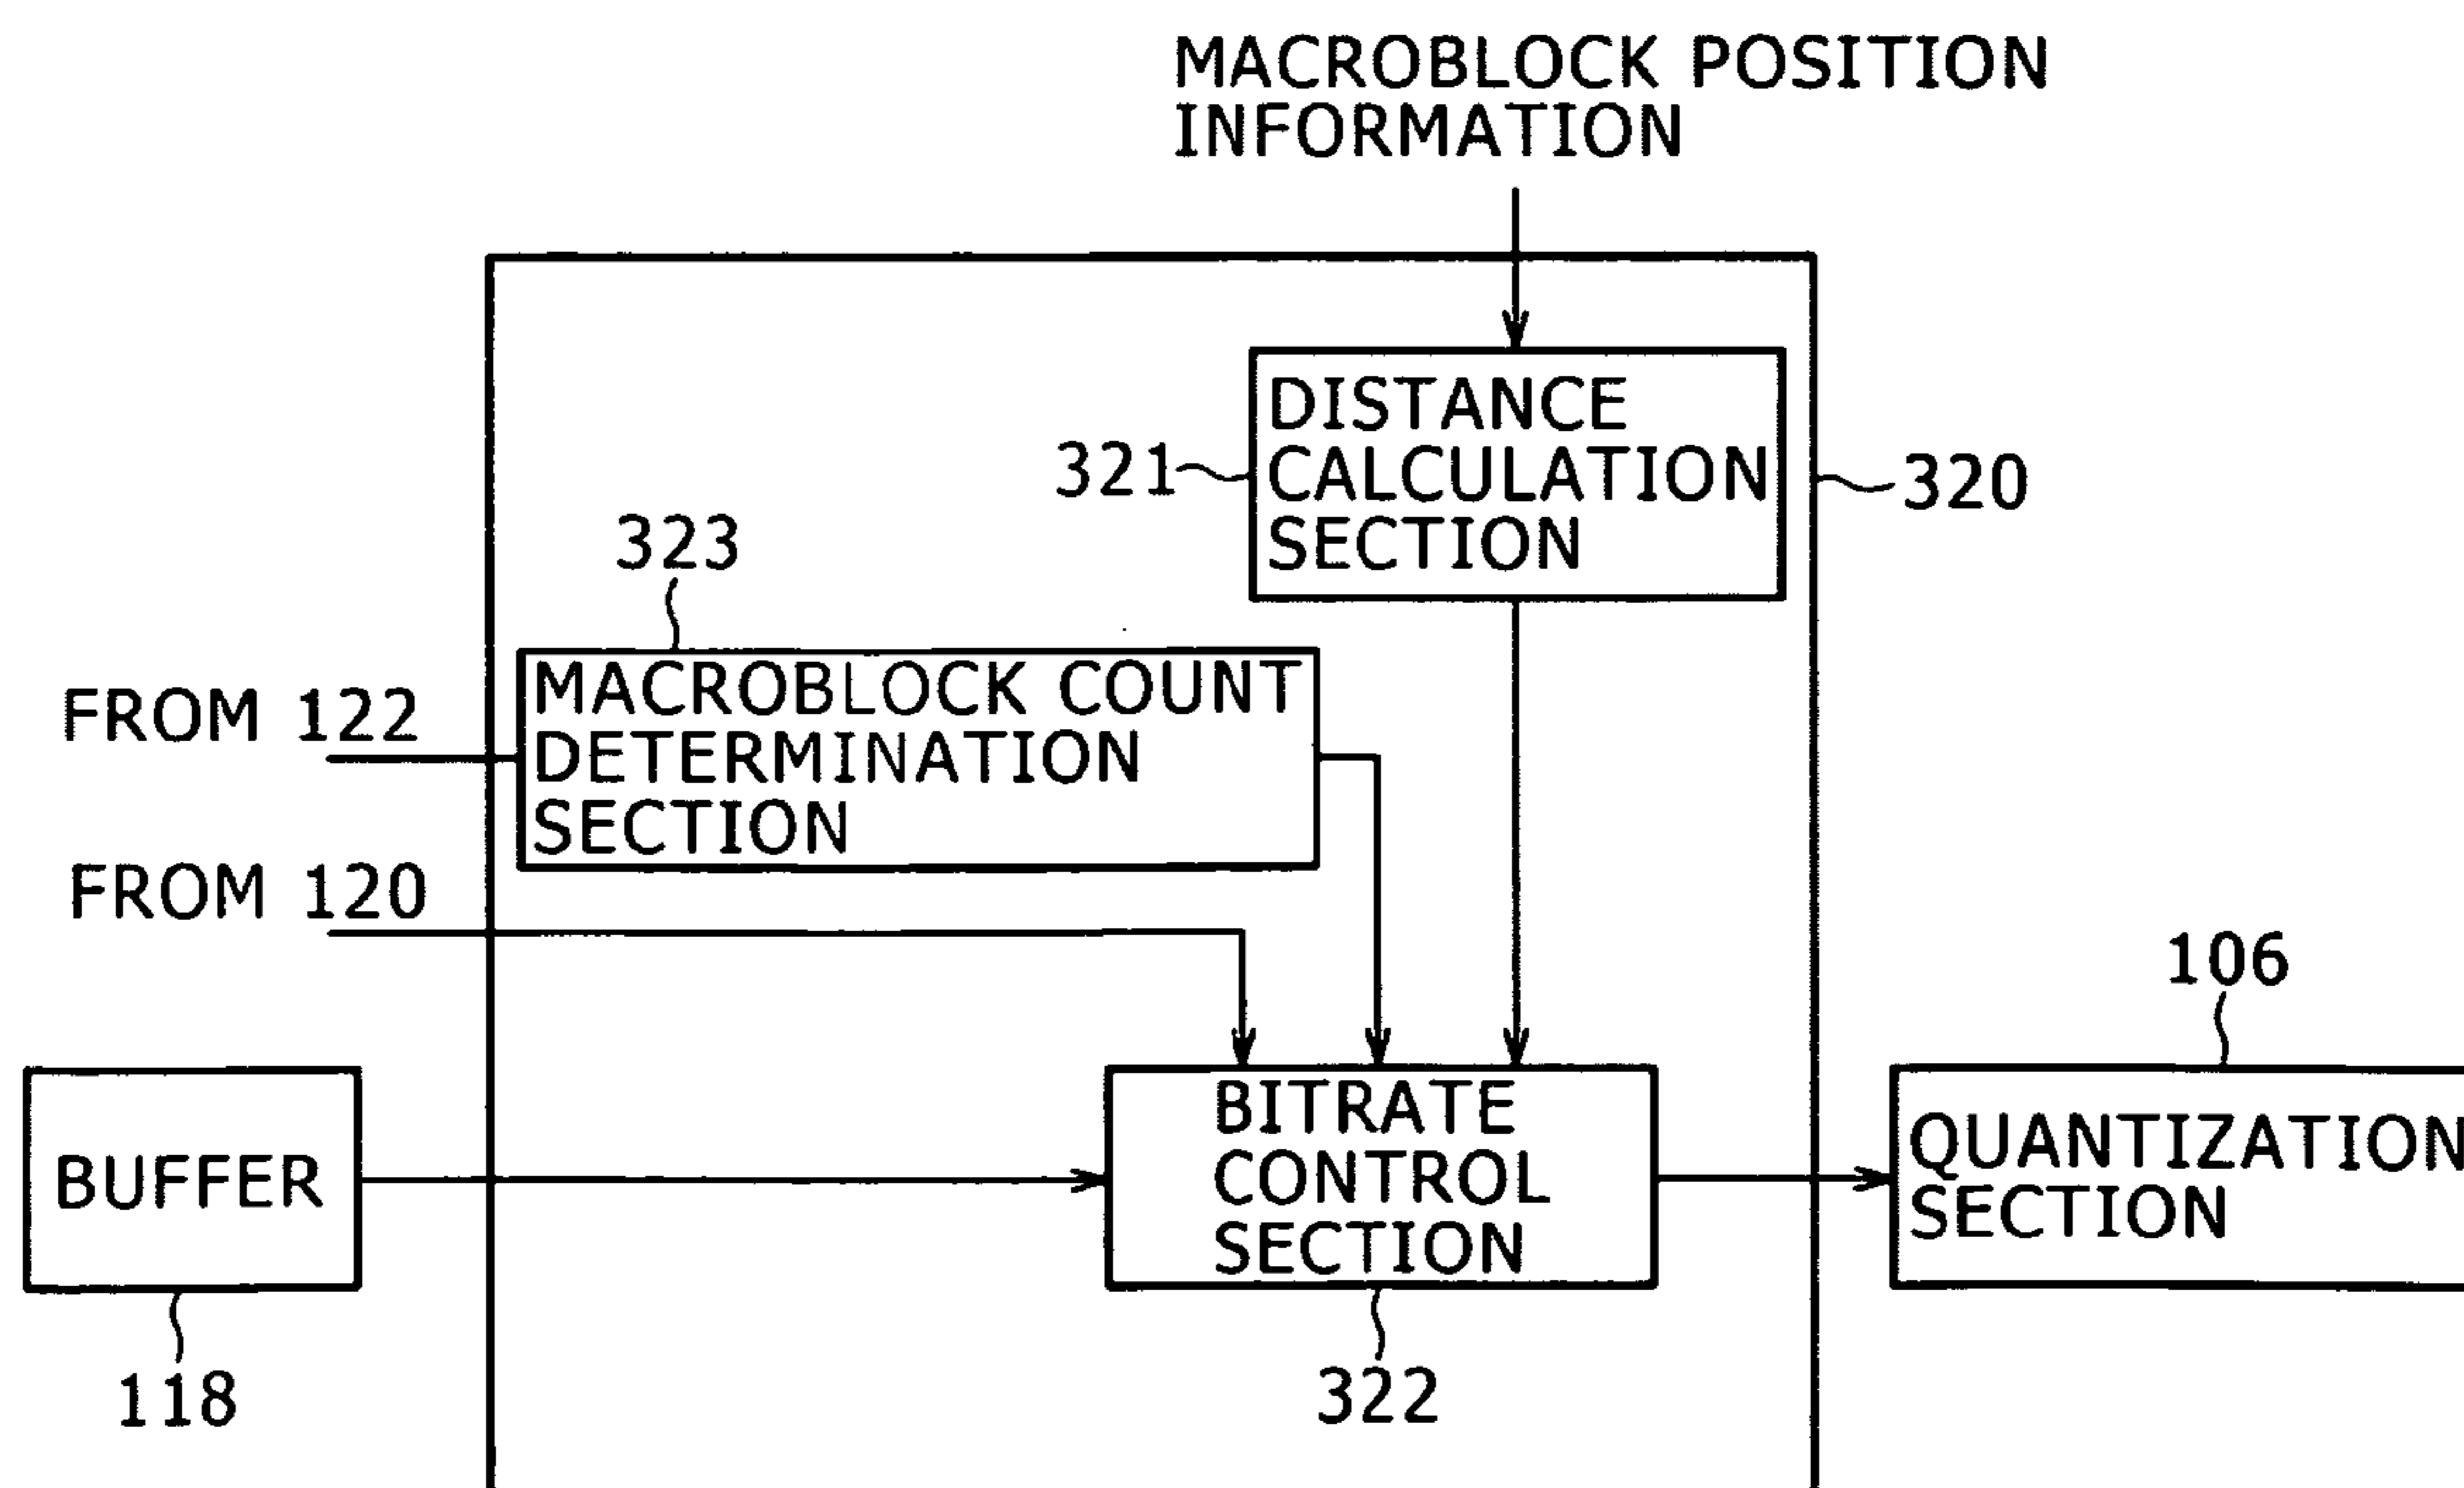 MACROBLOCK POSITION
INFORMATION
DISTANCE
CALCULATION
SECTION
321
320
323
MACROBLOCK COUNT
DETERMINATION
SECTION
FROM 122
FROM 120
106
BUFFER
BITRATE
CONTROL
SECTION
QUANTIZATION
SECTION
118
322